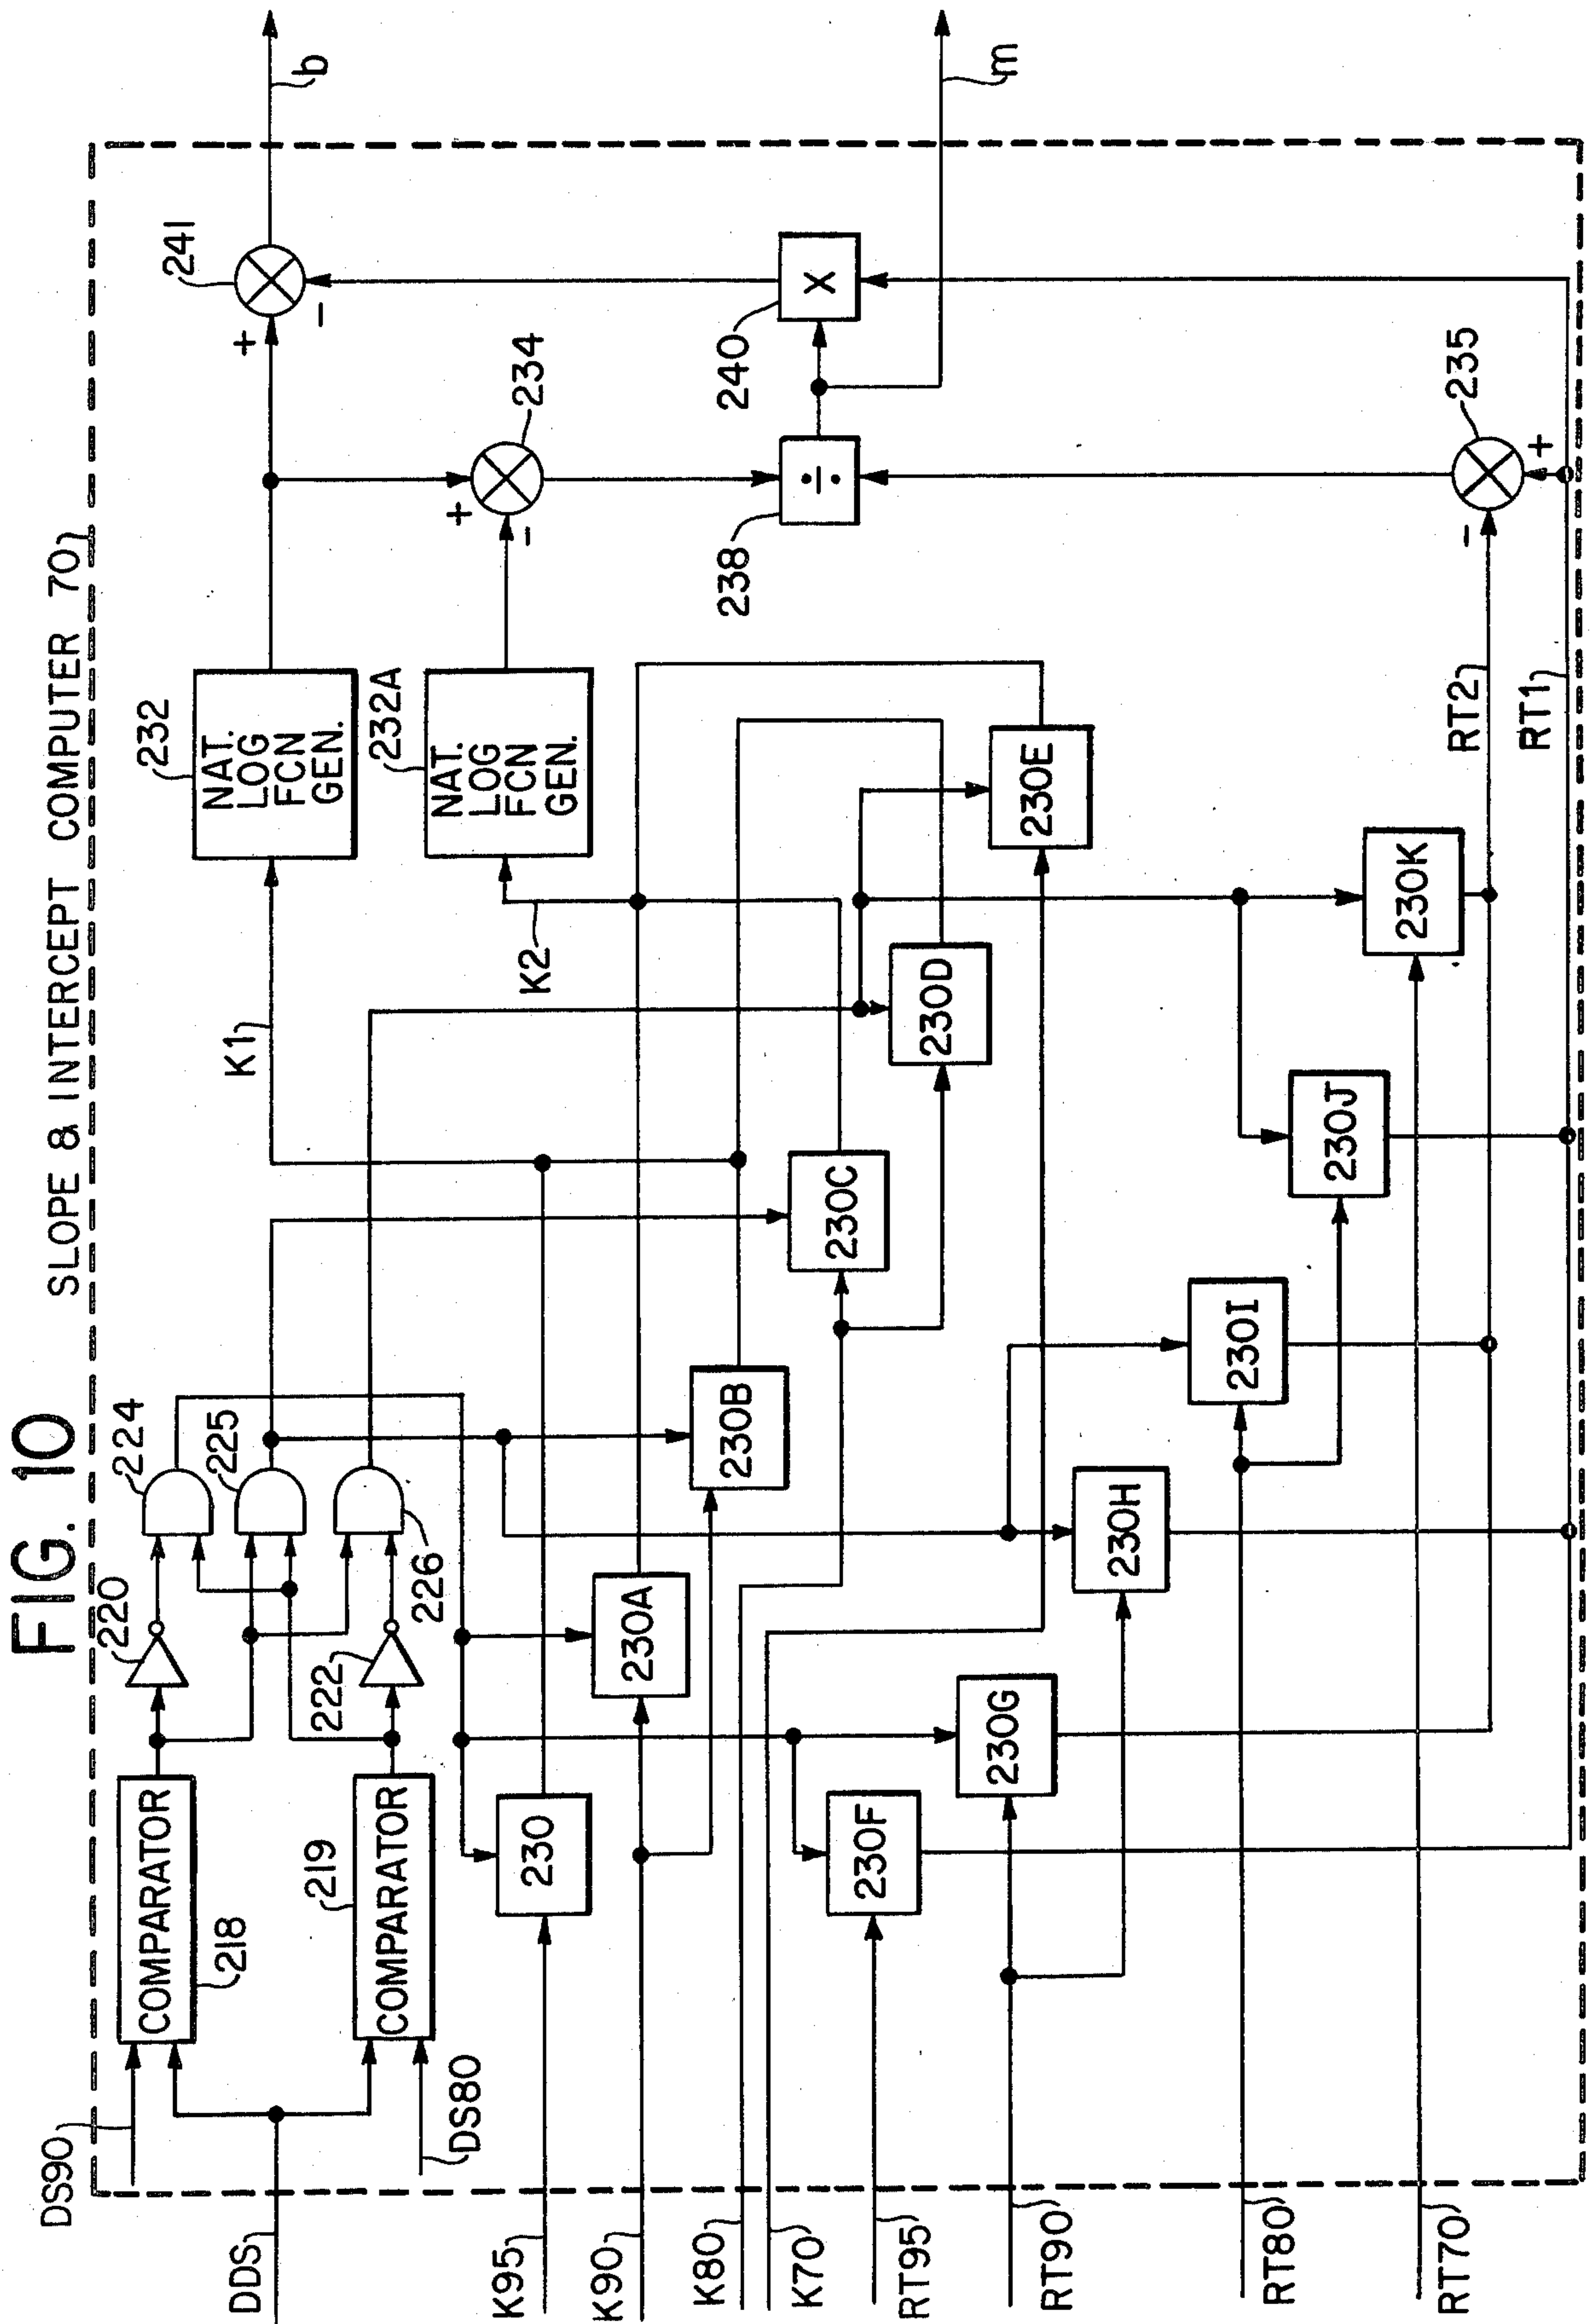 FIG. 10
SLOPE & INTERCEPT COMPUTER 70
DS90
DDS
DS80
COMPARATOR
218
COMPARATOR
219
220
222
224
225
226
K95
K90
K80
K70
RT95
RT90
RT80
RT70
230
230A
230B
230C
230D
230E
230F
230G
230H
230I
230J
230K
K1
K2
232
NAT.
LOG
FCN
GEN.
232A
NAT.
LOG
FCN
GEN.
RT2
RT1
+
-
234
+
-
235
÷
238
X
240
+
-
241
b
m